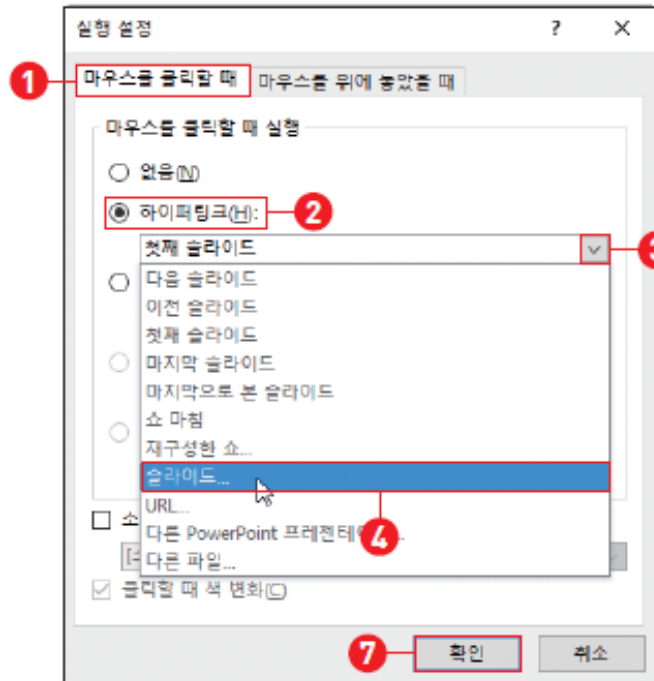 실행 설정 ? ×
1 마우스를 클릭할 때 마우스를 위에 놓았을 때
마우스를 클릭할 때 실행
없음(N)
하이퍼링크(H): 2
첫째 슬라이드
다음 슬라이드
이전 슬라이드
첫째 슬라이드
마지막 슬라이드
마지막으로 본 슬라이드
쇼 마침
재구성한 쇼...
슬라이드...
URL...
4
소
다른 PowerPoint 프레젠테
다른 파일...
클릭할 때 색 변화(C)
7 확인 취소